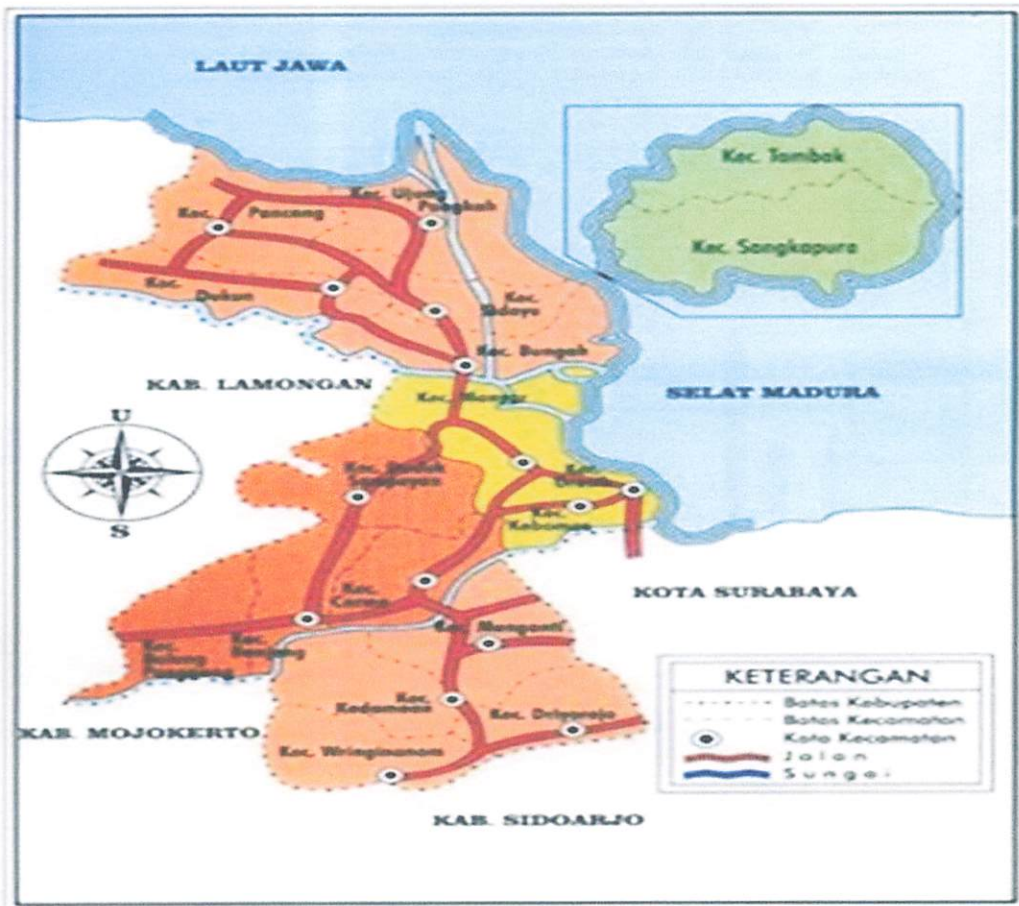 LAUT JAWA
Kec. Tambak
Kec. Ujung
Pangkah
Kec. Panceng
Kec. Sangkapura
Kec.
Dukun
Kec.
Sidayu
Kec. Bungah
KAB. LAMONGAN
SELAT MADURA
Kec. Manyar
U
Kec. Duduk
Sampeyan
Kec.
Kec.
Kebomas
S
KOTA SURABAYA
Kec.
Cerme
Kec. Menganti
Kec.
Kec.
Benjeng
KETERANGAN
Batas Kabupaten
Batas Kecamatan
Kota Kecamatan
Jalan
Sungai
Kec.
Kedamean
Kec. Driyorejo
KAB. MOJOKERTO
Kec. Wringinanom
KAB. SIDOARJO